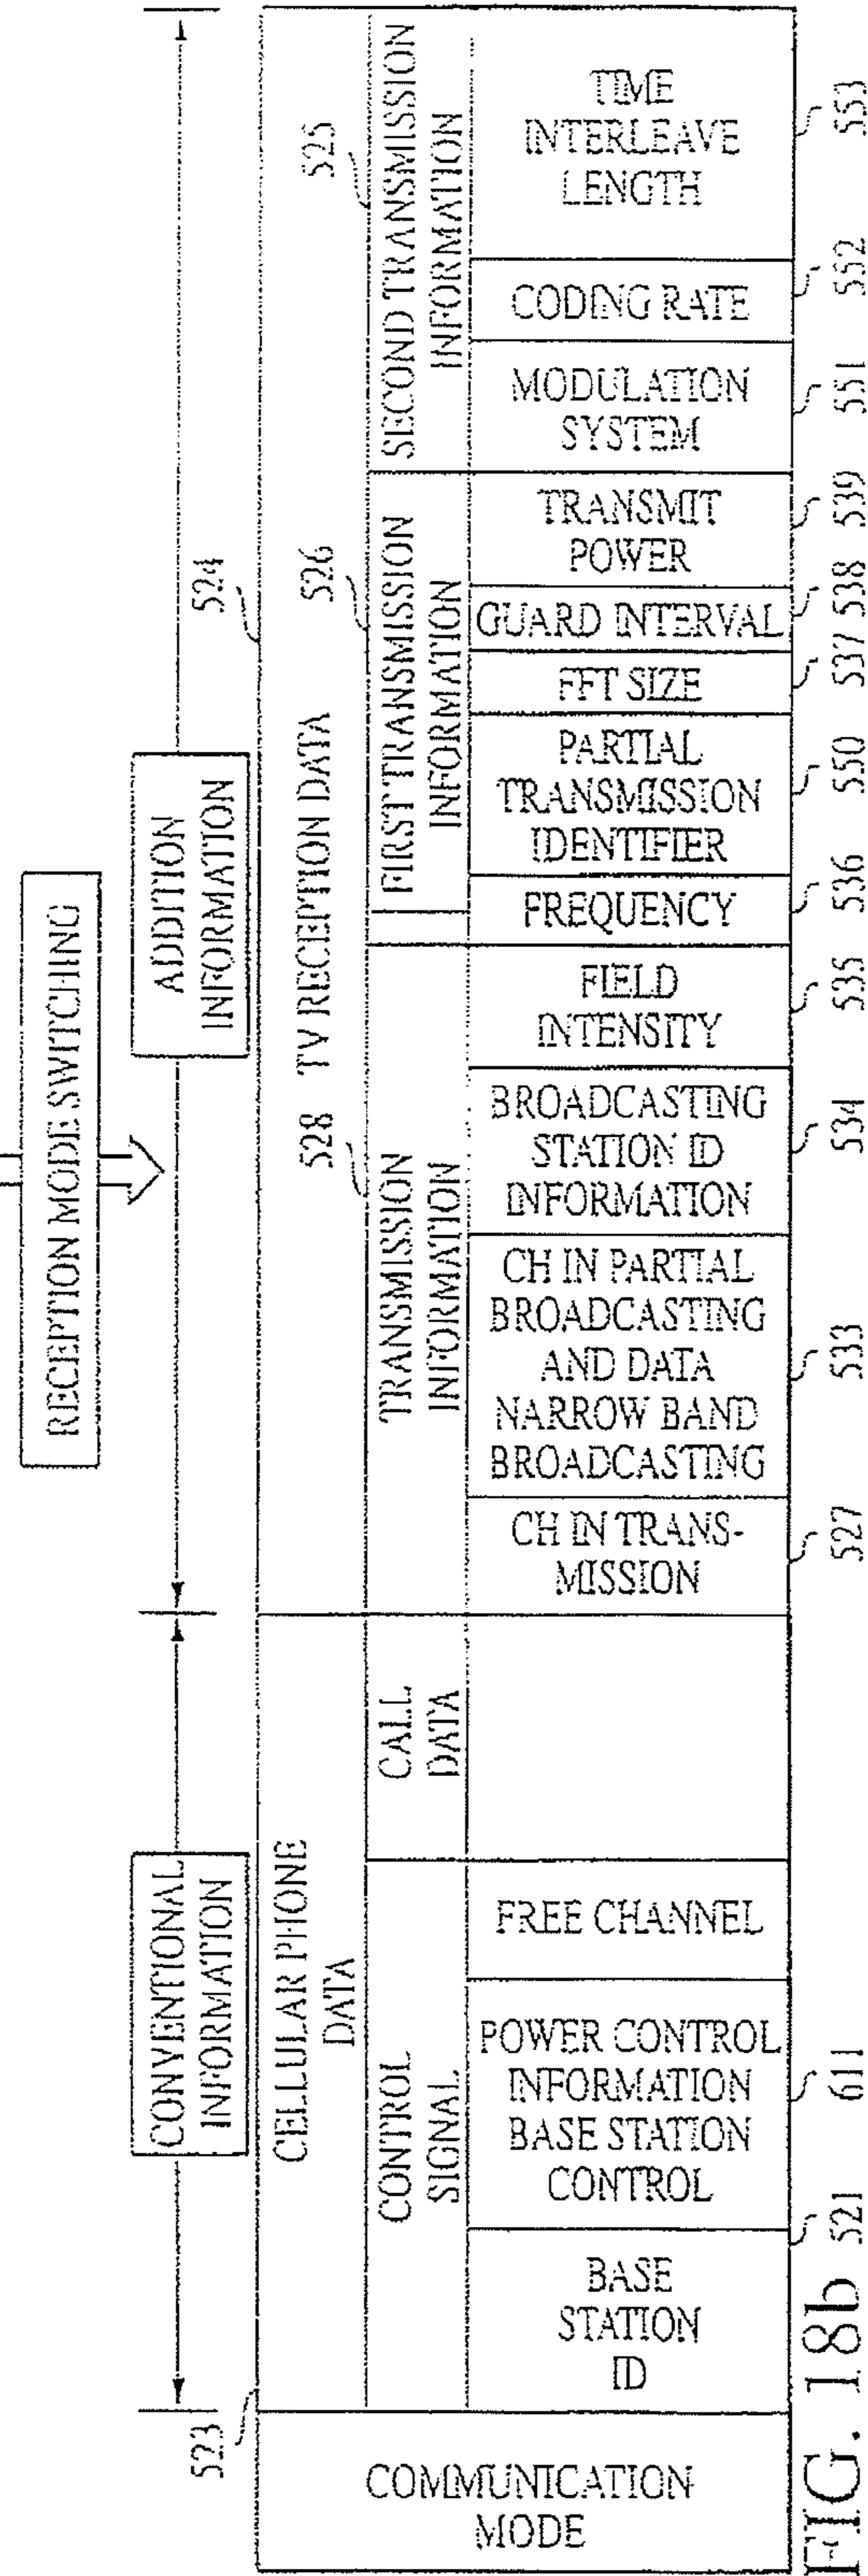 RECEPTION MODE SWITCHING
CONVENTIONAL
INFORMATION
ADDITION
INFORMATION
523
524
CELLULAR PHONE
DATA
TV RECEPTION DATA
528
526
525
CONTROL
SIGNAL
CALL
DATA
TRANSMISSION
INFORMATION
FIRST TRANSMISSION
INFORMATION
SECOND TRANSMISSION
INFORMATION
COMMUNICATION
MODE
BASE
STATION
ID
POWER CONTROL
INFORMATION
BASE STATION
CONTROL
FREE CHANNEL
CH IN TRANS-
MISSION
CH IN PARTIAL
BROADCASTING
AND DATA
NARROW BAND
BROADCASTING
BROADCASTING
STATION ID
INFORMATION
FIELD
INTENSITY
FREQUENCY
PARTIAL
TRANSMISSION
IDENTIFIER
FFT SIZE
GUARD INTERVAL
TRANSMIT
POWER
MODULATION
SYSTEM
CODING RATE
TIME
INTERLEAVE
LENGTH
521
611
527
533
534
535
536
550
537
538
539
551
552
553
FIG. 18b